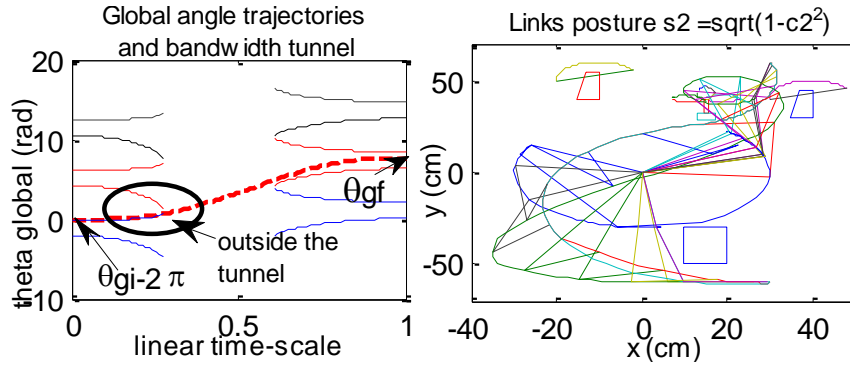 Global angle trajectories
and bandwidth tunnel
theta global (rad)
20
10
0
-10
θgi-2 π
outside the
tunnel
θgf
0
0.5
1
linear time-scale
Links posture s2 =sqrt(1-c2²)
y (cm)
50
0
-50
-40
-20
0
20
40
x (cm)